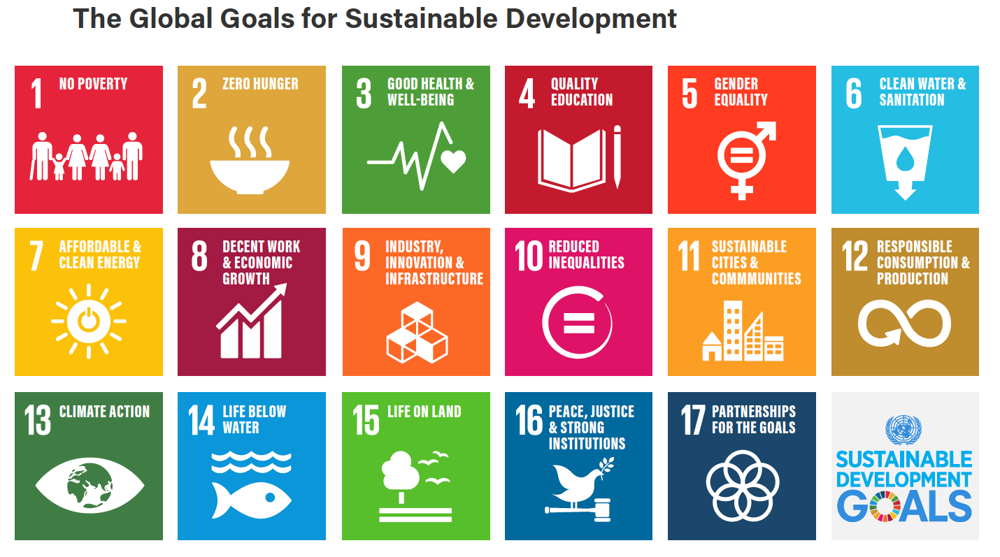 The Global Goals for Sustainable Development
1 NO POVERTY
2 ZERO HUNGER
3 GOOD HEALTH &
WELL-BEING
4 QUALITY
EDUCATION
5 GENDER
EQUALITY
6 CLEAN WATER &
SANITATION
7 AFFORDABLE &
CLEAN ENERGY
8 DECENT WORK
& ECONOMIC
GROWTH
9 INDUSTRY,
INNOVATION &
INFRASTRUCTURE
10 REDUCED
INEQUALITIES
11 SUSTAINABLE
CITIES &
COMMMUNITIES
12 RESPONSIBLE
CONSUMPTION &
PRODUCTION
13 CLIMATE ACTION
14 LIFE BELOW
WATER
15 LIFE ON LAND
16 PEACE, JUSTICE
& STRONG
INSTITUTIONS
17 PARTNERSHIPS
FOR THE GOALS
SUSTAINABLE
DEVELOPMENT
GOALS